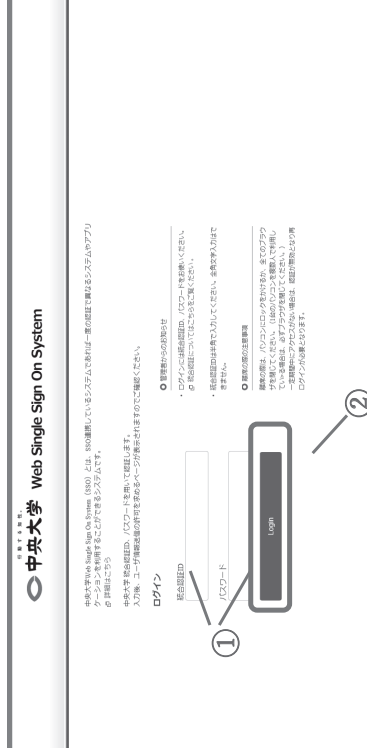 行動する知性。
中央大学 Web Single Sign On System
中央大学Web Single Sign On System（SSO）とは、SSO連携しているシステムであれば一度の認証で異なるシステムやアプリ
ケーションを利用することができるシステムです。
詳細はこちら
中央大学 統合認証ID、パスワードを用いて認証します。
入力後、ユーザ情報送信の許可を求めるページが表示されますのでご確認ください。
ログイン
統合認証ID
パスワード
Login
①
②
管理者からのお知らせ
・ログインには統合認証ID、パスワードをお使いください。
統合認証についてはこちらをご覧ください。
・統合認証IDは半角で入力してください。全角文字入力はで
きません。
離席の際の注意事項
離席の際は、パソコンにロックをかけるか、全てのブラウ
ザを閉じてください。（1台のパソコンを複数人で利用し
ている場合は、必ずブラウザを閉じてください。）
一定期間中にアクセスがない場合は、認証が無効となり再
ログインが必要となります。